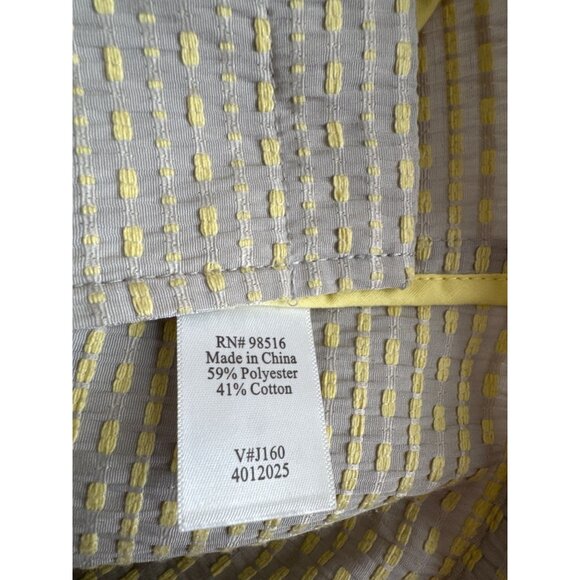 RN# 98516
Made in China
59% Polyester
41% Cotton
V#J160
4012025